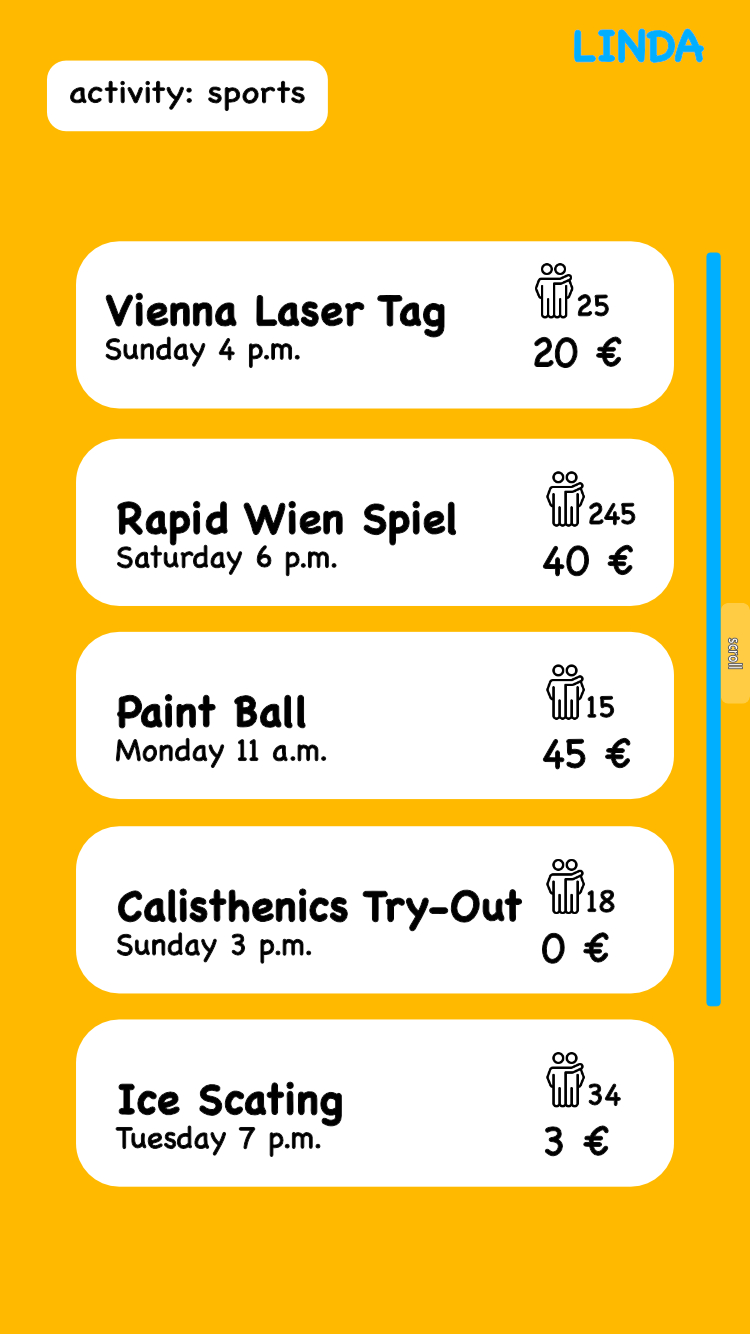 LINDA
activity: sports
Vienna Laser Tag
Sunday 4 p.m.
25
20 €
Rapid Wien Spiel
Saturday 6 p.m.
245
40 €
Paint Ball
Monday 11 a.m.
15
45 €
Calisthenics Try-Out
Sunday 3 p.m.
18
0 €
Ice Scating
Tuesday 7 p.m.
34
3 €
scroll